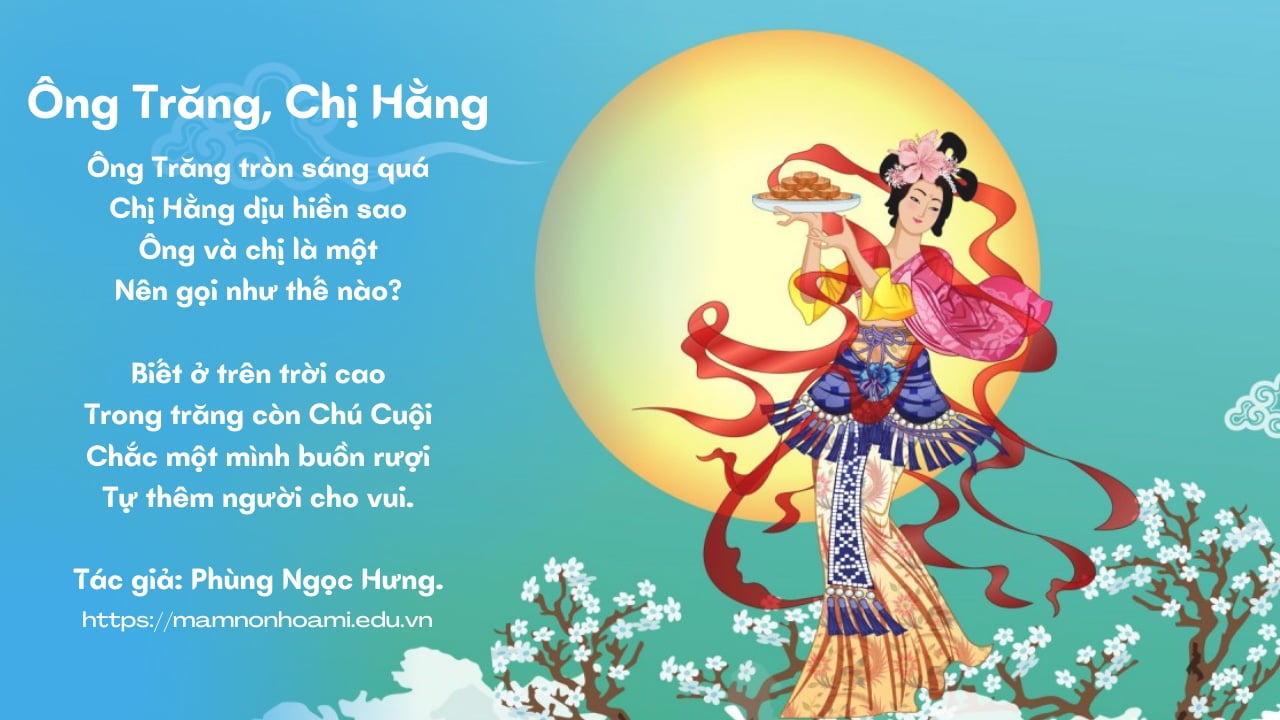 Ông Trăng, Chị Hằng
Ông Trăng tròn sáng quá
Chị Hằng dịu hiền sao
Ông và chị là một
Nên gọi như thế nào?
Biết ở trên trời cao
Trong trăng còn Chú Cuội
Chắc một mình buồn rượi
Tự thêm người cho vui.
Tác giả: Phùng Ngọc Hưng.
https://mamnonhoami.edu.vn